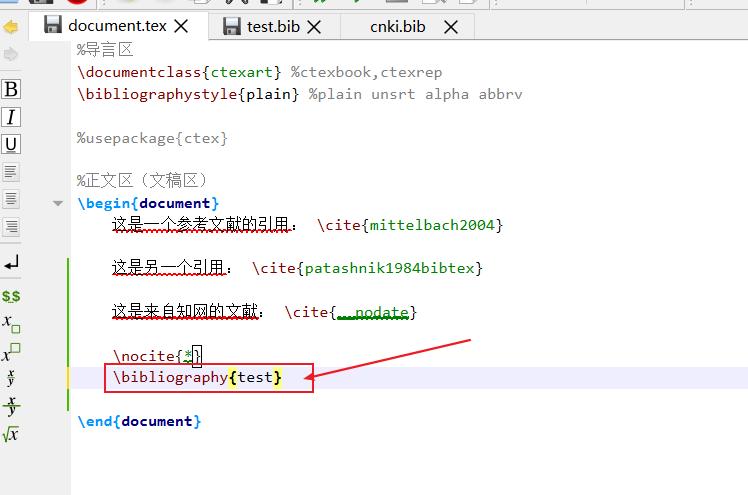 document.tex
test.bib
cnki.bib
%导言区
\documentclass{ctexart} %ctexbook,ctexrep
\bibliographystyle{plain} %plain unsrt alpha abbrv
%usepackage{ctex}
%正文区（文稿区）
\begin{document}
这是一个参考文献的引用： \cite{mittelbach2004}
这是另一个引用： \cite{patashnik1984bibtex}
这是来自知网的文献： \cite{__nodate}
\nocite{*}
\bibliography{test}
\end{document}
B
I
U
$$
x
x
x/y
x/y
√x